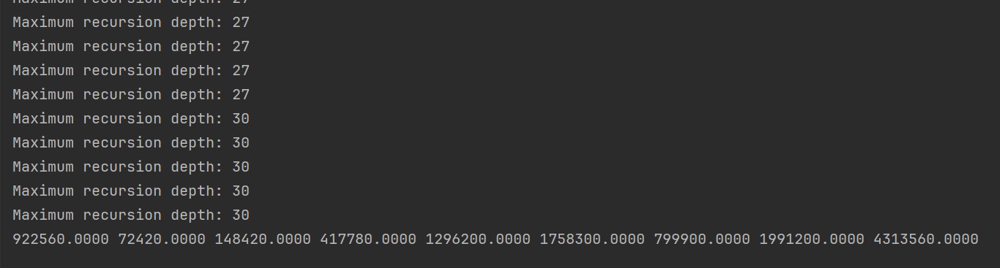 Maximum recursion depth: 27
Maximum recursion depth: 27
Maximum recursion depth: 27
Maximum recursion depth: 27
Maximum recursion depth: 27
Maximum recursion depth: 30
Maximum recursion depth: 30
Maximum recursion depth: 30
Maximum recursion depth: 30
Maximum recursion depth: 30
922560.0000 72420.0000 148420.0000 417780.0000 1296200.0000 1758300.0000 799900.0000 1991200.0000 4313560.0000